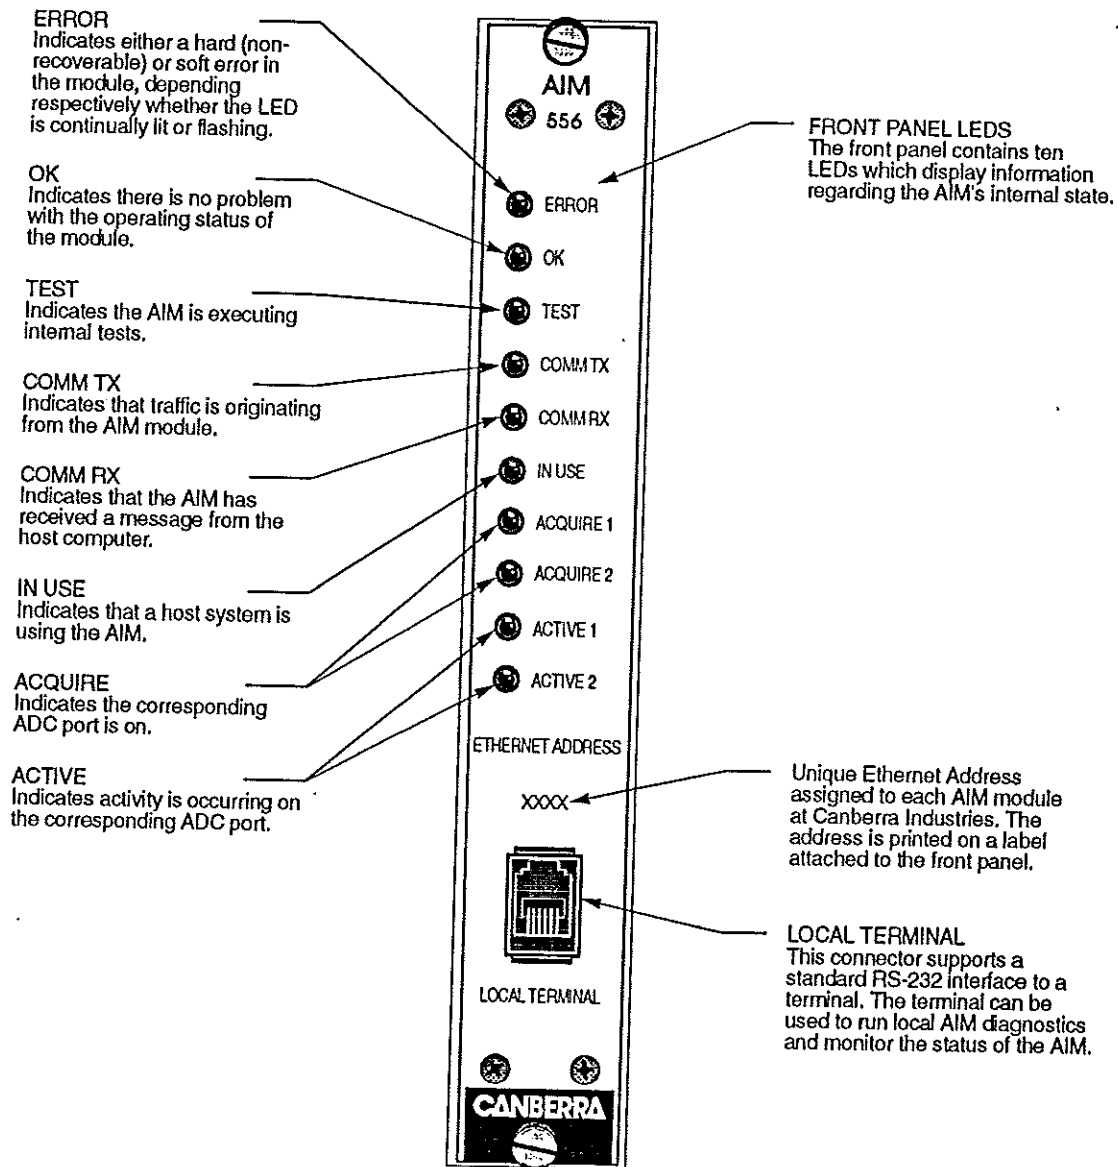 ERROR
Indicates either a hard (non-
recoverable) or soft error in
the module, depending
respectively whether the LED
is continually lit or flashing.
OK
Indicates there is no problem
with the operating status of
the module.
TEST
Indicates the AIM is executing
internal tests.
COMM TX
Indicates that traffic is originating
from the AIM module.
COMM RX
Indicates that the AIM has
received a message from the
host computer.
IN USE
Indicates that a host system is
using the AIM.
ACQUIRE
Indicates the corresponding
ADC port is on.
ACTIVE
Indicates activity is occurring on
the corresponding ADC port.
AIM
556
ERROR
OK
TEST
COMM TX
COMM RX
IN USE
ACQUIRE 1
ACQUIRE 2
ACTIVE 1
ACTIVE 2
ETHERNET ADDRESS
XXXX
LOCAL TERMINAL
CANBERRA
FRONT PANEL LEDS
The front panel contains ten
LEDs which display information
regarding the AIM's internal state.
Unique Ethernet Address
assigned to each AIM module
at Canberra Industries. The
address is printed on a label
attached to the front panel.
LOCAL TERMINAL
This connector supports a
standard RS-232 interface to a
terminal. The terminal can be
used to run local AIM diagnostics
and monitor the status of the AIM.